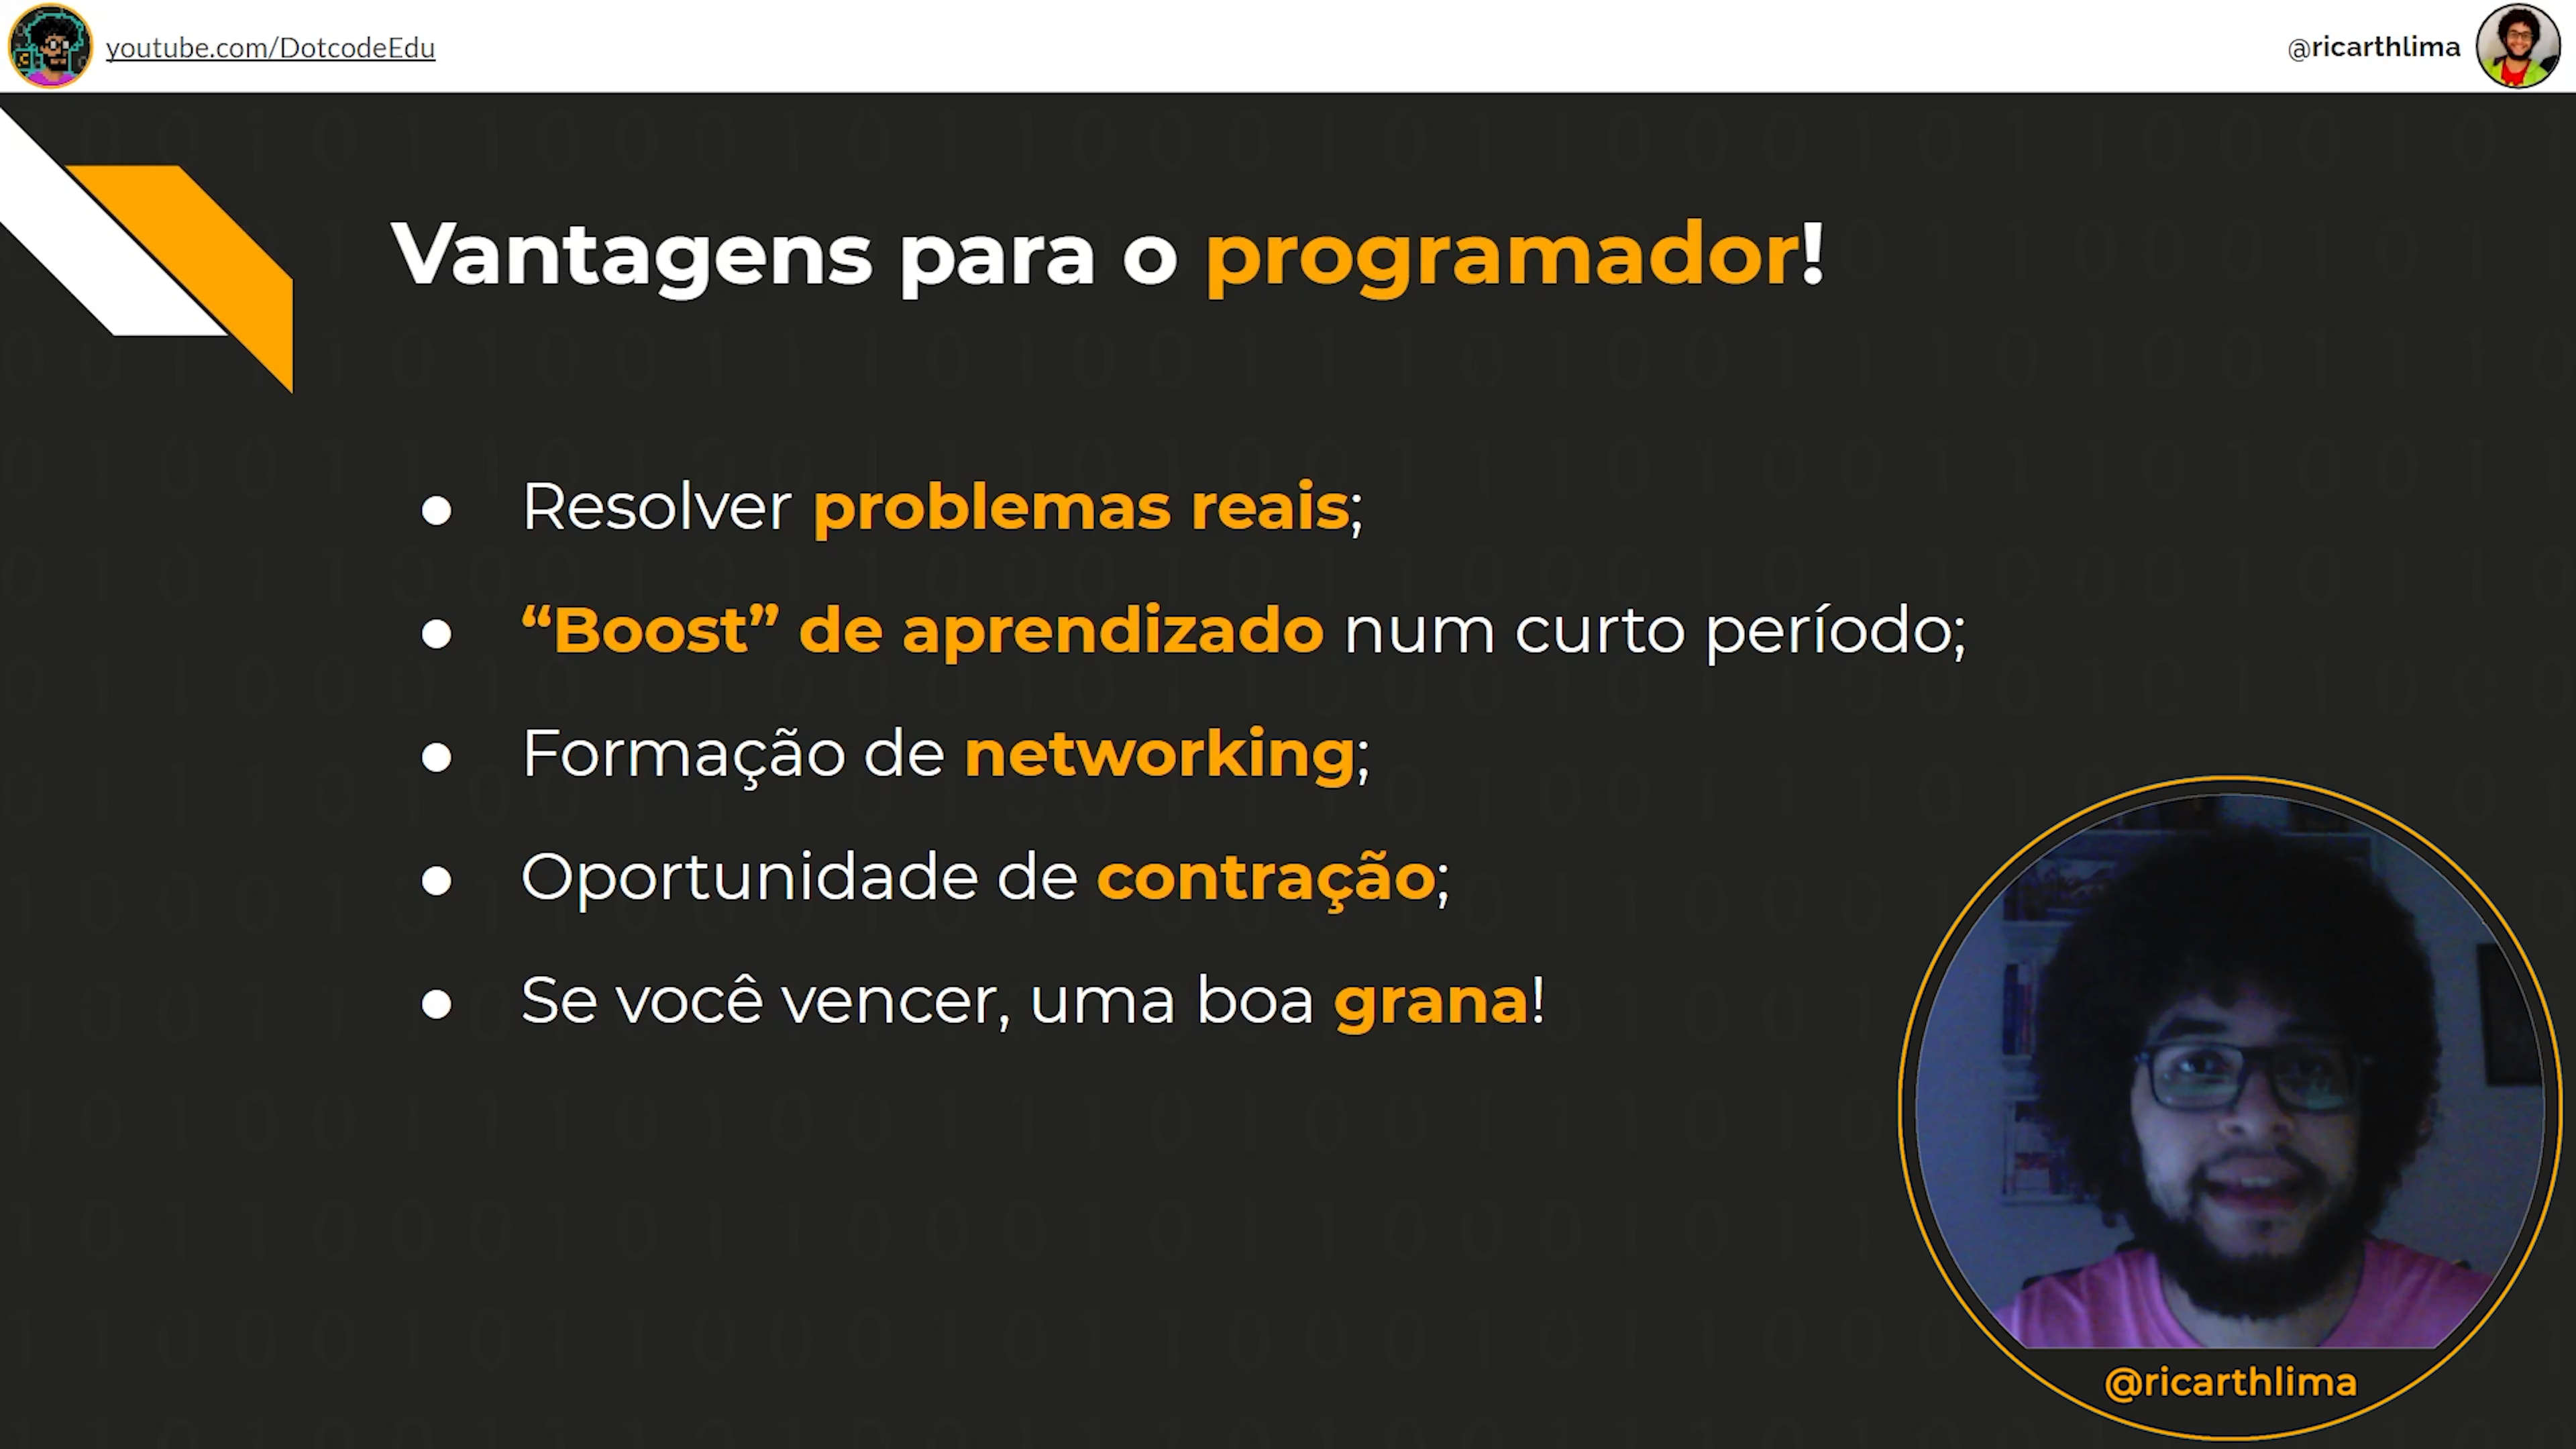 youtube.com/DotcodeEdu
@ricarthlima
Vantagens para o programador!
● Resolver problemas reais;
● “Boost” de aprendizado num curto período;
● Formação de networking;
● Oportunidade de contração;
● Se você vencer, uma boa grana!
@ricarthlima